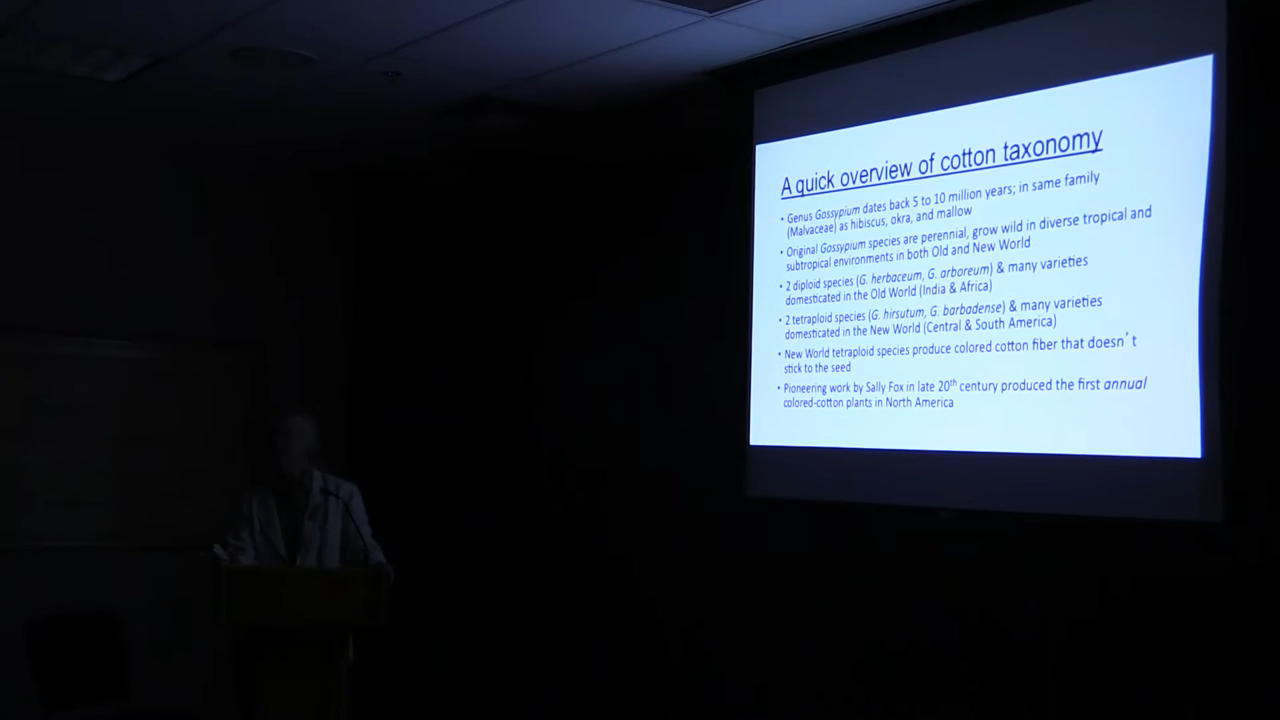 A quick overview of cotton taxonomy
• Genus Gossypium dates back 5 to 10 million years; in same family
(Malvaceae) as hibiscus, okra, and mallow
• Original Gossypium species are perennial, grow wild in diverse tropical and
subtropical environments in both Old and New World
• 2 diploid species (G. herbaceum, G. arboreum) & many varieties
domesticated in the Old World (India & Africa)
• 2 tetraploid species (G. hirsutum, G. barbadense) & many varieties
domesticated in the New World (Central & South America)
• New World tetraploid species produce colored cotton fiber that doesn’t
stick to the seed
• Pioneering work by Sally Fox in late 20th century produced the first annual
colored-cotton plants in North America